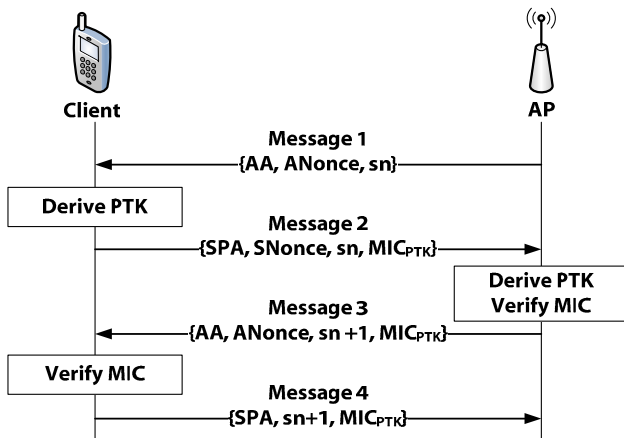 Client
AP
Message 1
{AA, ANonce, sn}
Derive PTK
Message 2
{SPA, SNonce, sn, MICPTK}
Derive PTK
Verify MIC
Message 3
{AA, ANonce, sn +1, MICPTK}
Verify MIC
Message 4
{SPA, sn+1, MICPTK}